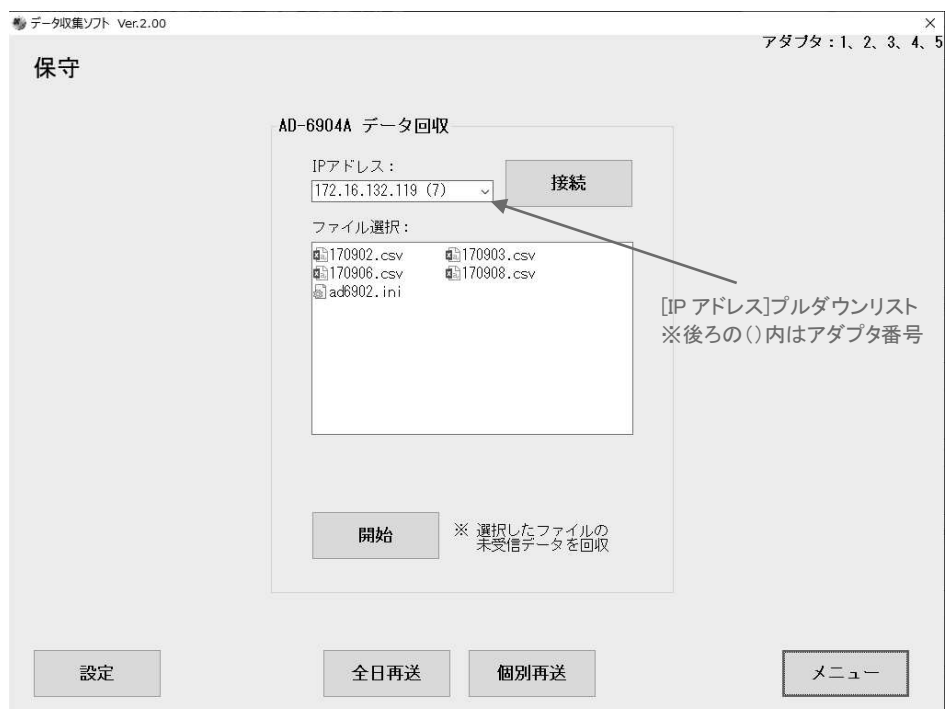 データ収集ソフト Ver.2.00
アダプタ：1、2、3、4、5
保守
AD-6904A データ回収
IPアドレス：
172.16.132.119 (7)
接続
ファイル選択：
170902.csv 170903.csv
170906.csv 170908.csv
ad6902.ini
[IP アドレス]プルダウンリスト
※後ろの()内はアダプタ番号
開始
※ 選択したファイルの
未受信データを回収
設定
全日再送
個別再送
メニュー